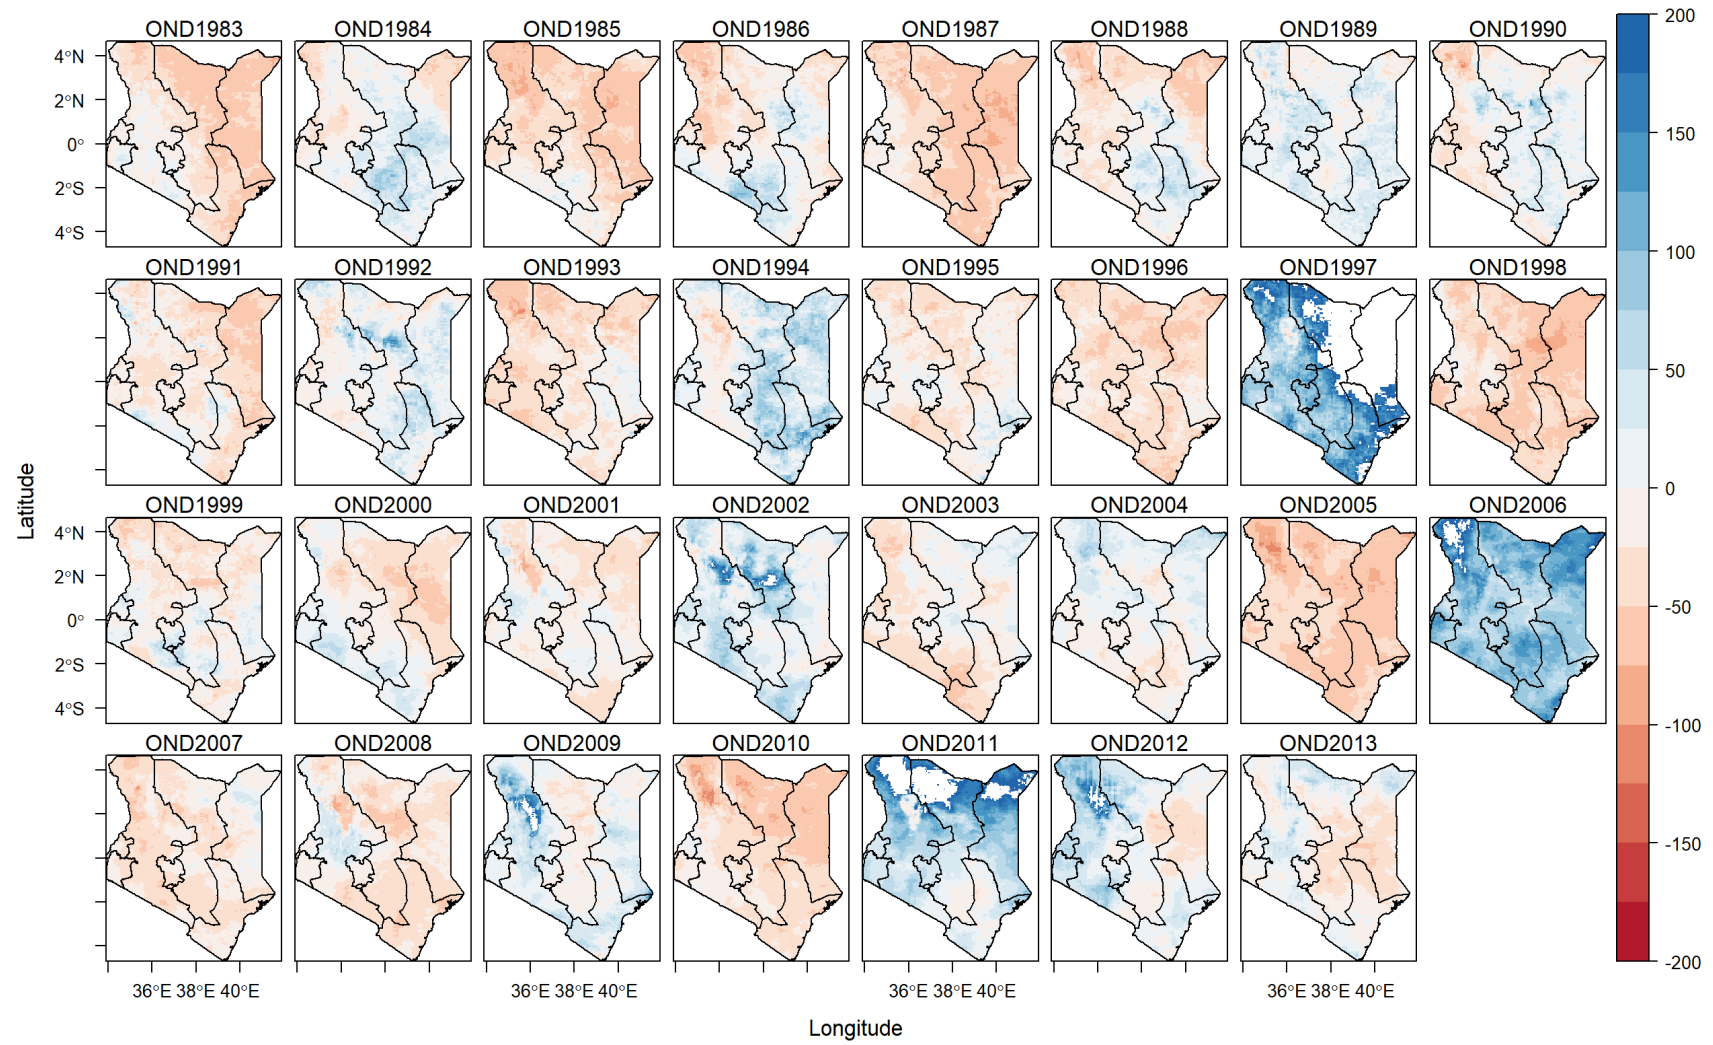 OND1983 OND1984 OND1985 OND1986 OND1987 OND1988 OND1989 OND1990
OND1991 OND1992 OND1993 OND1994 OND1995 OND1996 OND1997 OND1998
OND1999 OND2000 OND2001 OND2002 OND2003 OND2004 OND2005 OND2006
OND2007 OND2008 OND2009 OND2010 OND2011 OND2012 OND2013
4°N
2°N
0°
2°S
4°S
4°N
2°N
0°
2°S
4°S
Latitude
36°E 38°E 40°E
36°E 38°E 40°E
36°E 38°E 40°E
36°E 38°E 40°E
Longitude
200
150
100
50
0
-50
-100
-150
-200